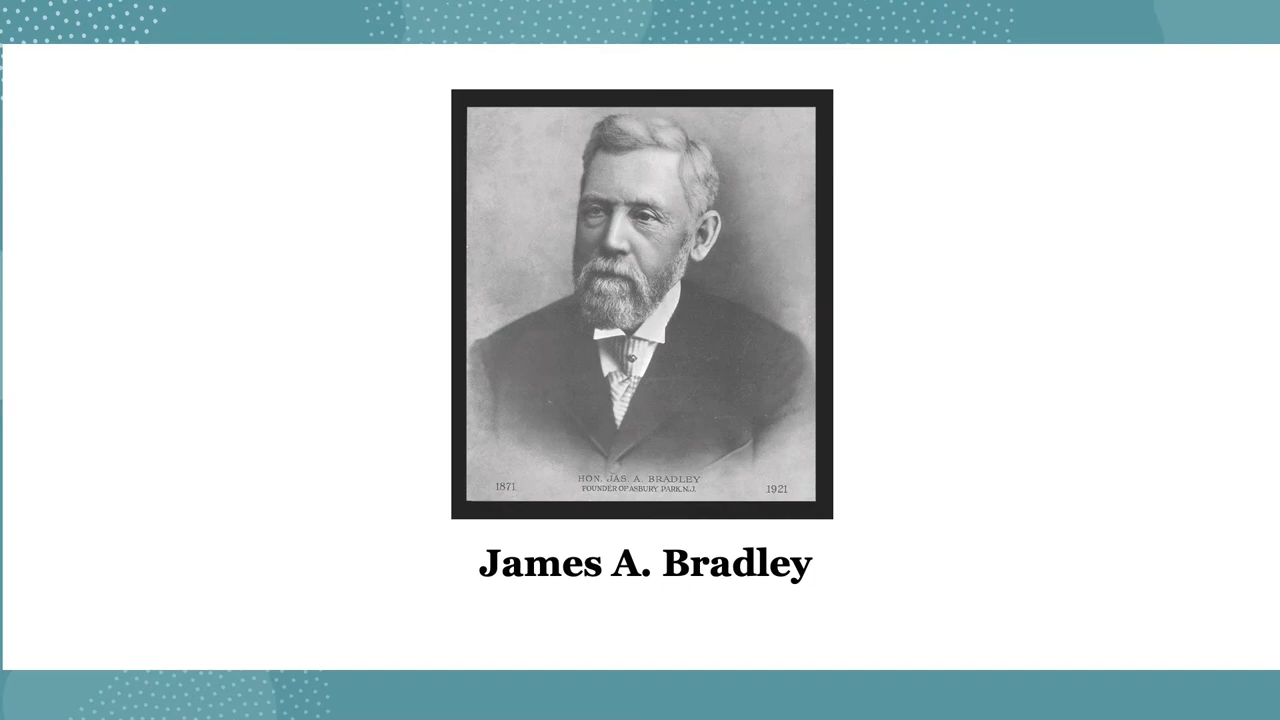 HON. JAS. A. BRADLEY
FOUNDER OF ASBURY PARK, N.J.
1871
1921
James A. Bradley